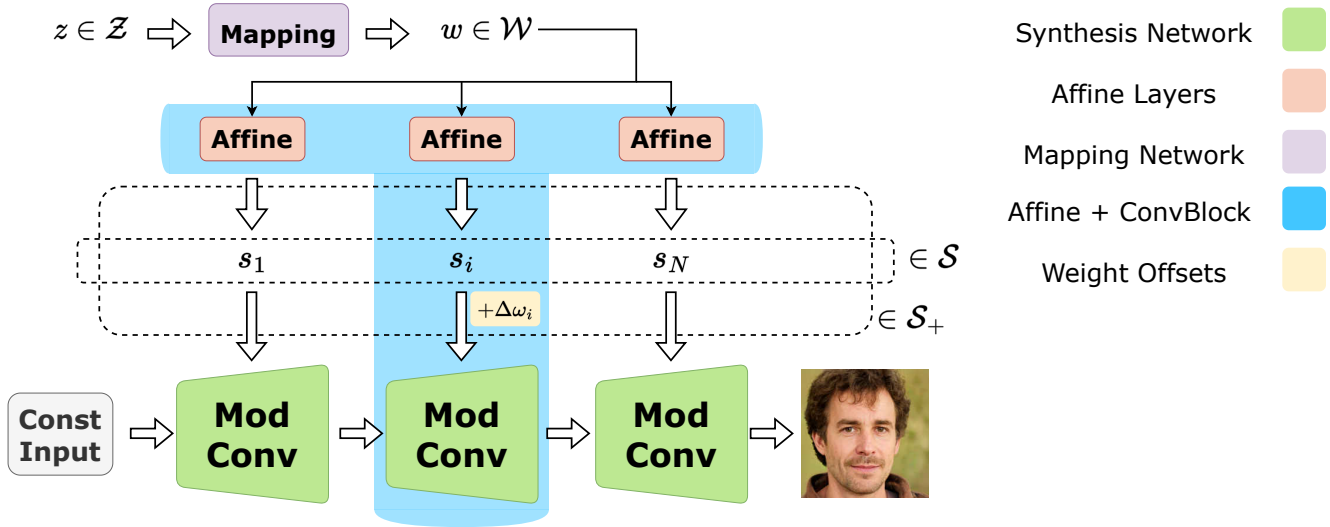 z ∈ 𝒵
Mapping
w ∈ 𝒲
Affine
Affine
Affine
s₁
sᵢ
s_N
∈ 𝒮
+Δωᵢ
∈ 𝒮₊
Const
Input
Mod
Conv
Mod
Conv
Mod
Conv
Synthesis Network
Affine Layers
Mapping Network
Affine + ConvBlock
Weight Offsets